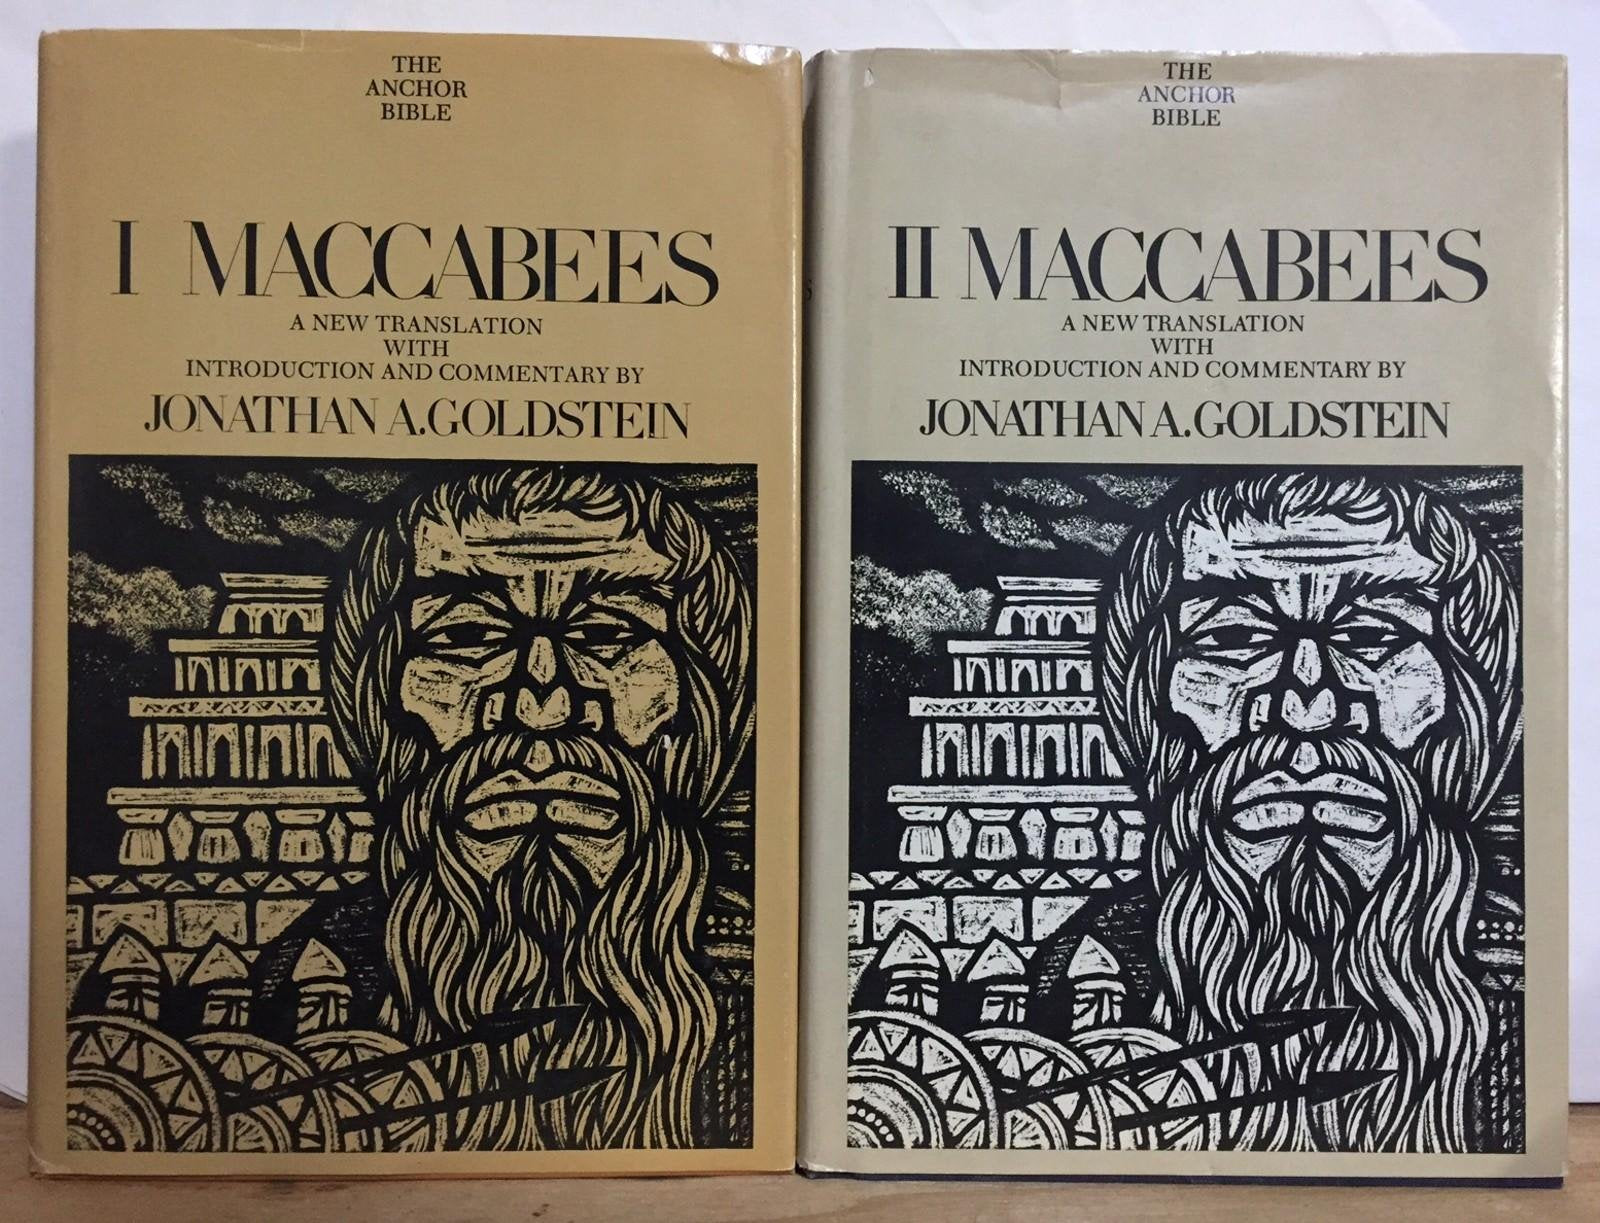 THE
ANCHOR
BIBLE
I MACCABEES
A NEW TRANSLATION
WITH
INTRODUCTION AND COMMENTARY BY
JONATHAN A. GOLDSTEIN
THE
ANCHOR
BIBLE
II MACCABEES
A NEW TRANSLATION
WITH
INTRODUCTION AND COMMENTARY BY
JONATHAN A. GOLDSTEIN